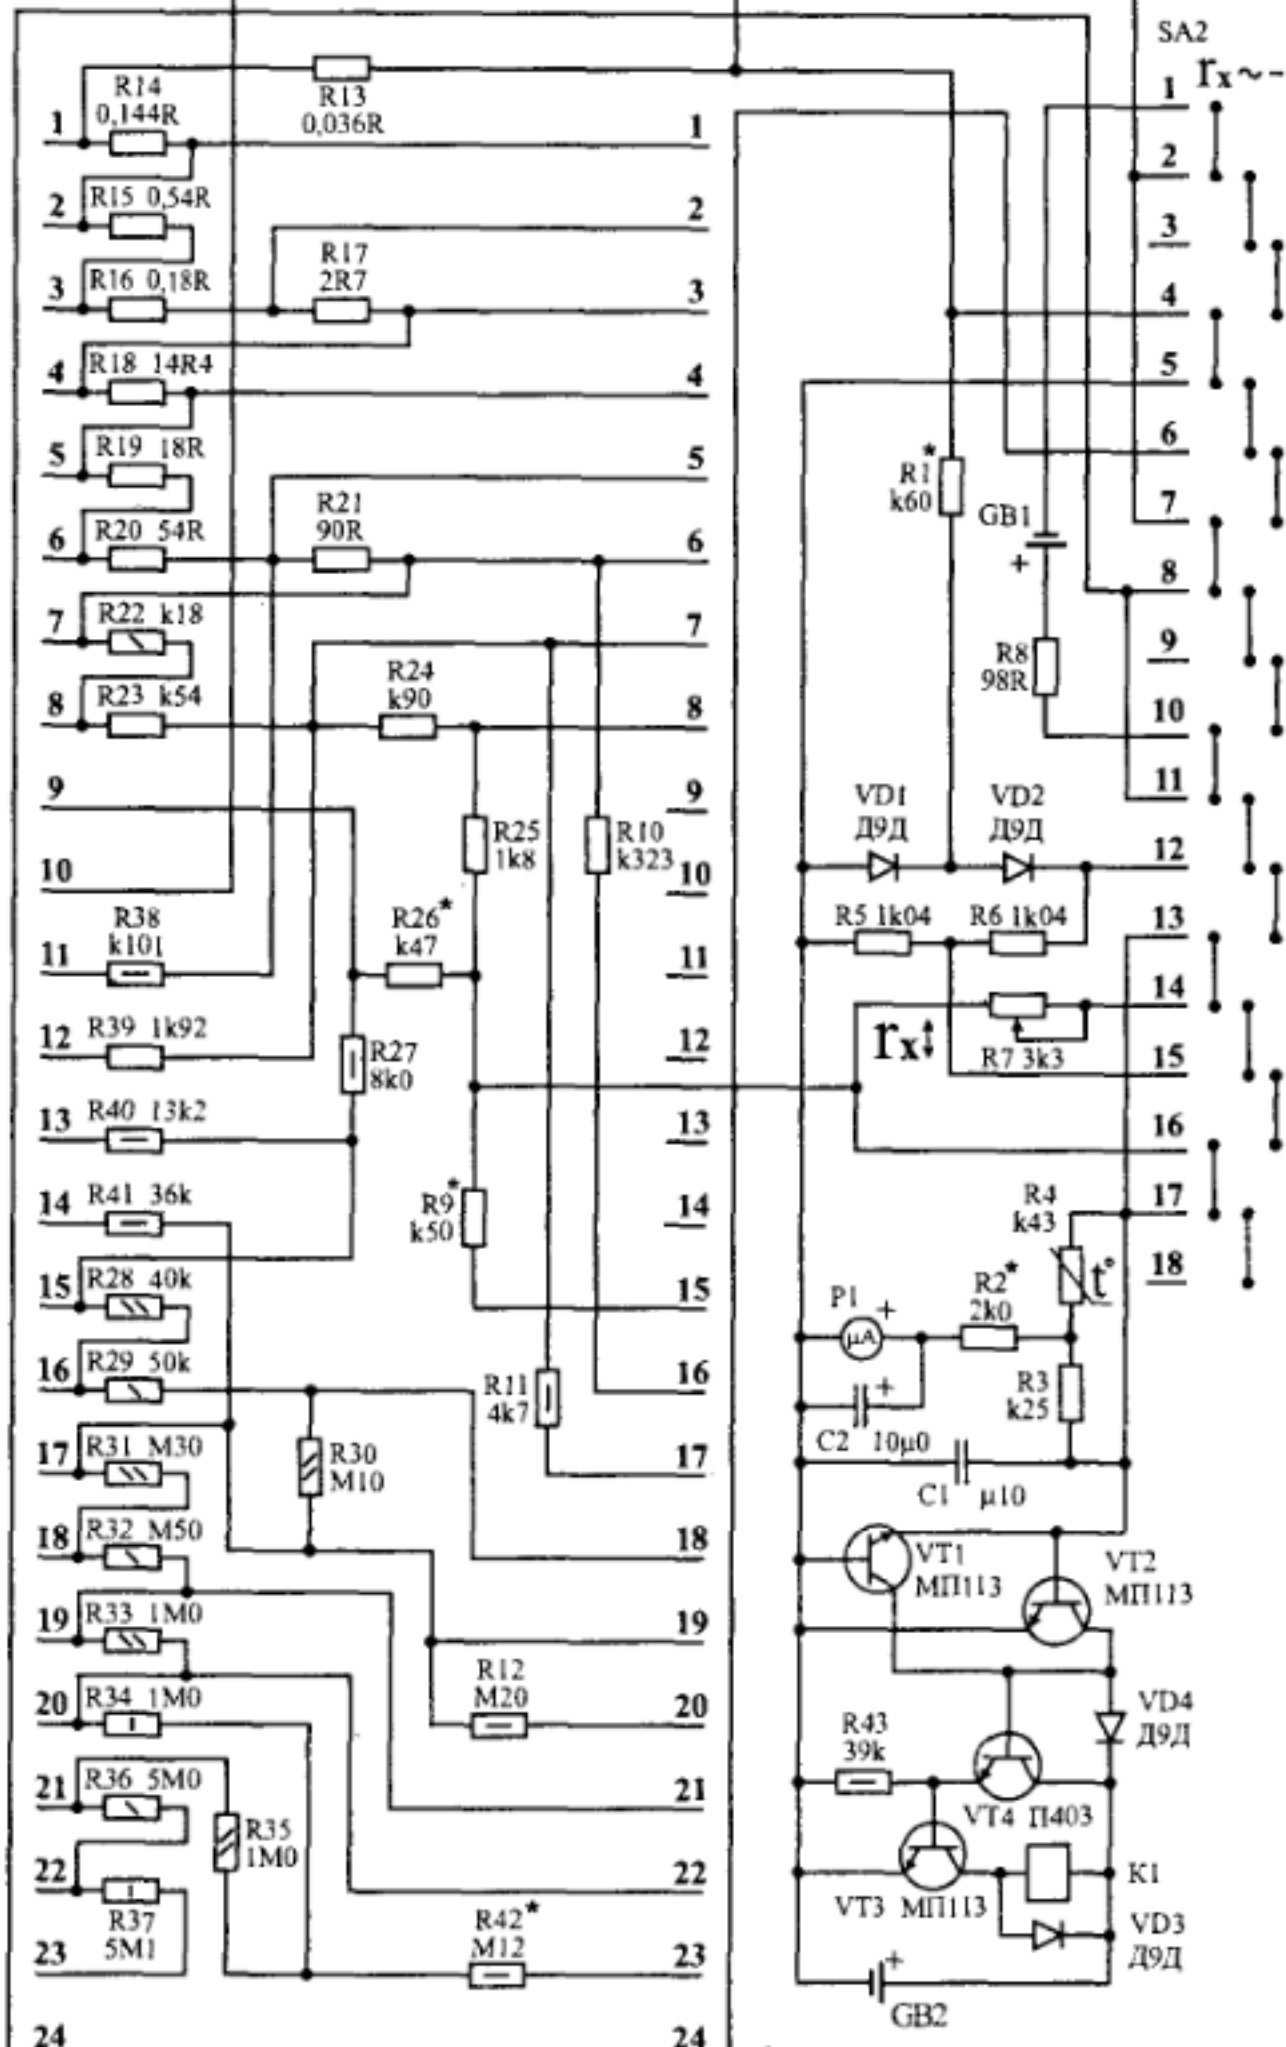 SA2
rx ~ -
R14
0,144R
R13
0,036R
1
1
1
R15 0,54R
2
2
2
R16 0,18R
R17
2R7
3
3
3
R18 14R4
4
4
4
R19 18R
5
5
5
R1*
k60
R20 54R
R21
90R
6
6
6
GB1
+
7
R22 k18
7
7
8
R23 k54
R24
k90
8
8
R8
98R
9
9
9
10
VD1
Д9Д
VD2
Д9Д
R25
1k8
R10
k323
10
10
11
R38
k101
R26*
k47
R5 1k04
R6 1k04
12
11
11
13
R39 1k92
12
R27
8k0
12
rx
R7 3k3
14
15
R40 13k2
13
13
16
R41 36k
14
R9*
k50
14
R4
k43
t°
17
R28 40k
15
15
18
P1
+
μA
R2*
2k0
R29 50k
16
R11
4k7
16
R3
k25
+
C2 10μ0
R31 M30
17
R30
M10
17
C1 μ10
R32 M50
18
18
VT1
МП113
VT2
МП113
R33 1M0
19
19
R34 1M0
20
R12
M20
20
R43
39k
VD4
Д9Д
R36 5M0
21
R35
1M0
21
VT4 П403
22
R37
5M1
22
VT3 МП113
K1
23
R42*
M12
23
VD3
Д9Д
+
GB2
24
24